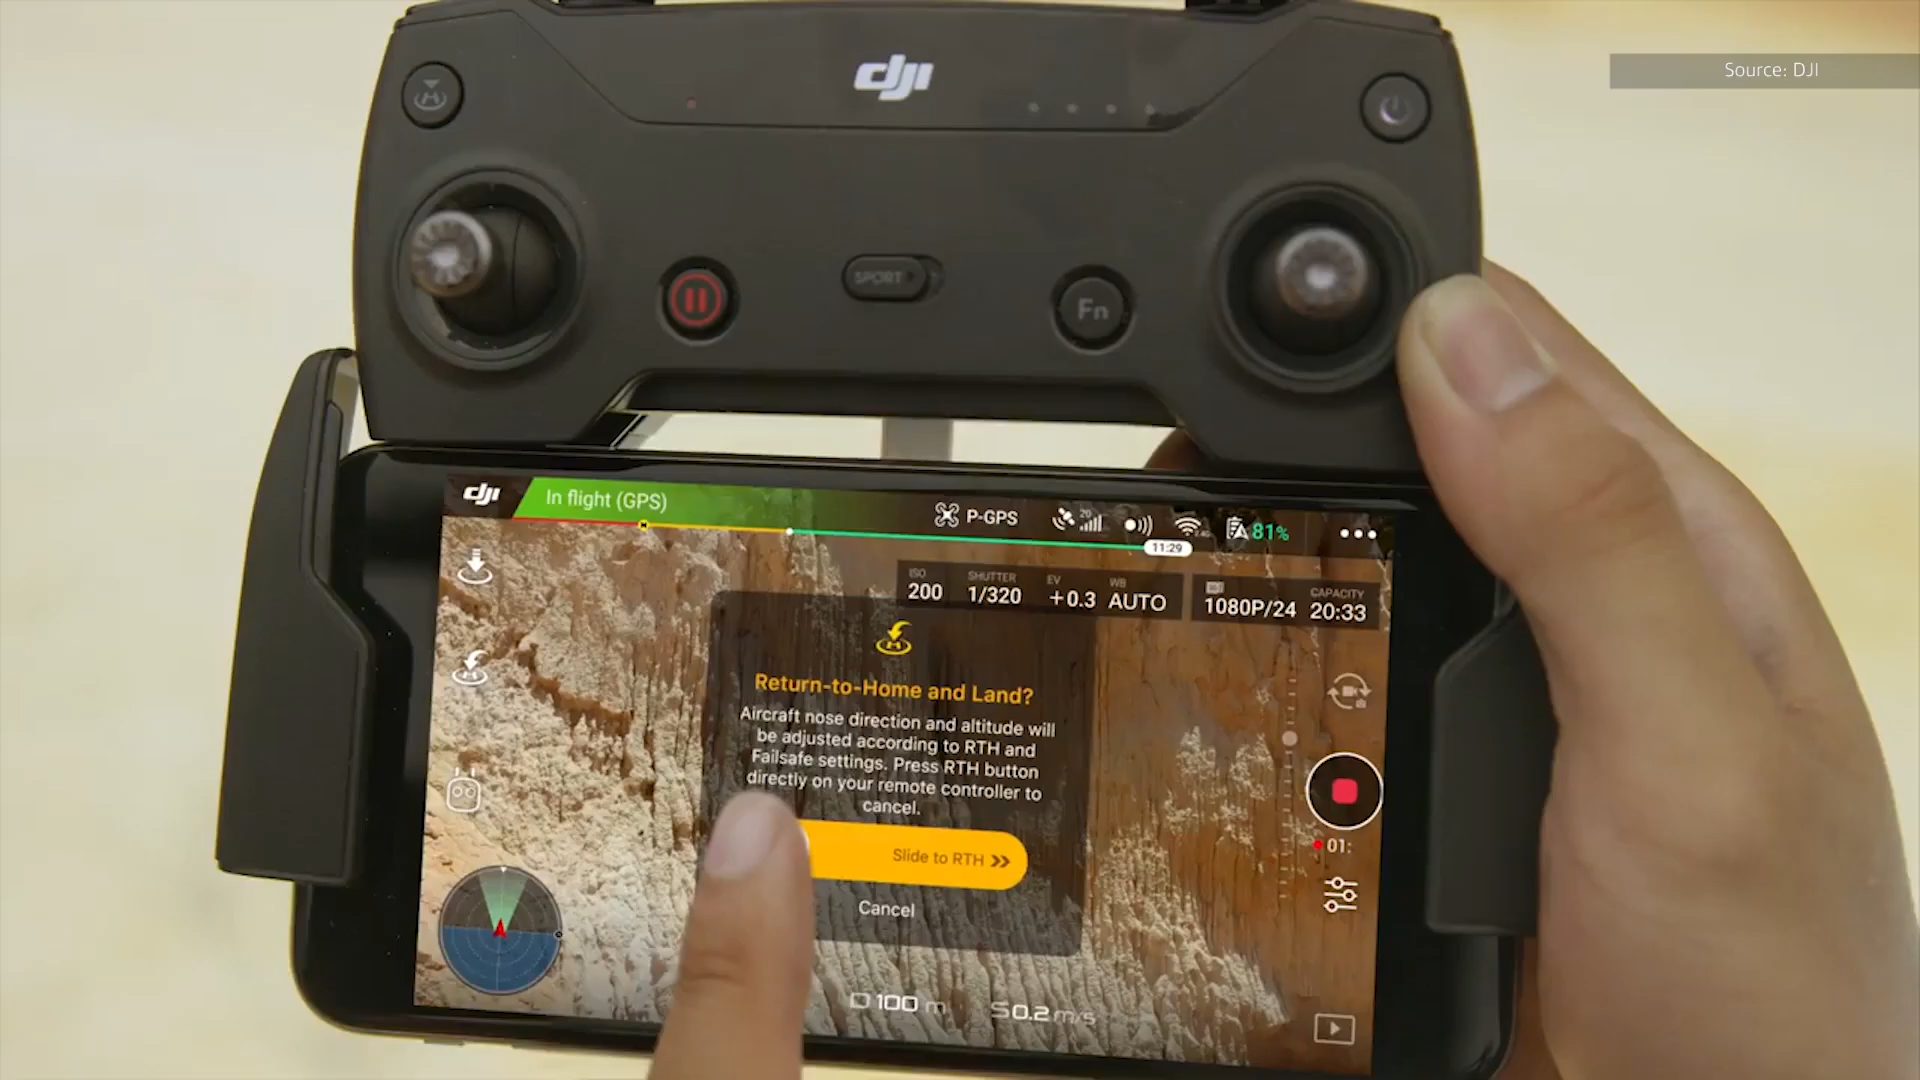 Source: DJI
dji
SPORT
Fn
dji
In flight (GPS)
P-GPS
20
81%
11:29
ISO
200
SHUTTER
1/320
EV
+0.3
WB
AUTO
1080P/24
CAPACITY
20:33
Return-to-Home and Land?
Aircraft nose direction and altitude will
be adjusted according to RTH and
Failsafe settings. Press RTH button
directly on your remote controller to
cancel.
Slide to RTH
Cancel
01:
D 100 m
S 0.2 m/s